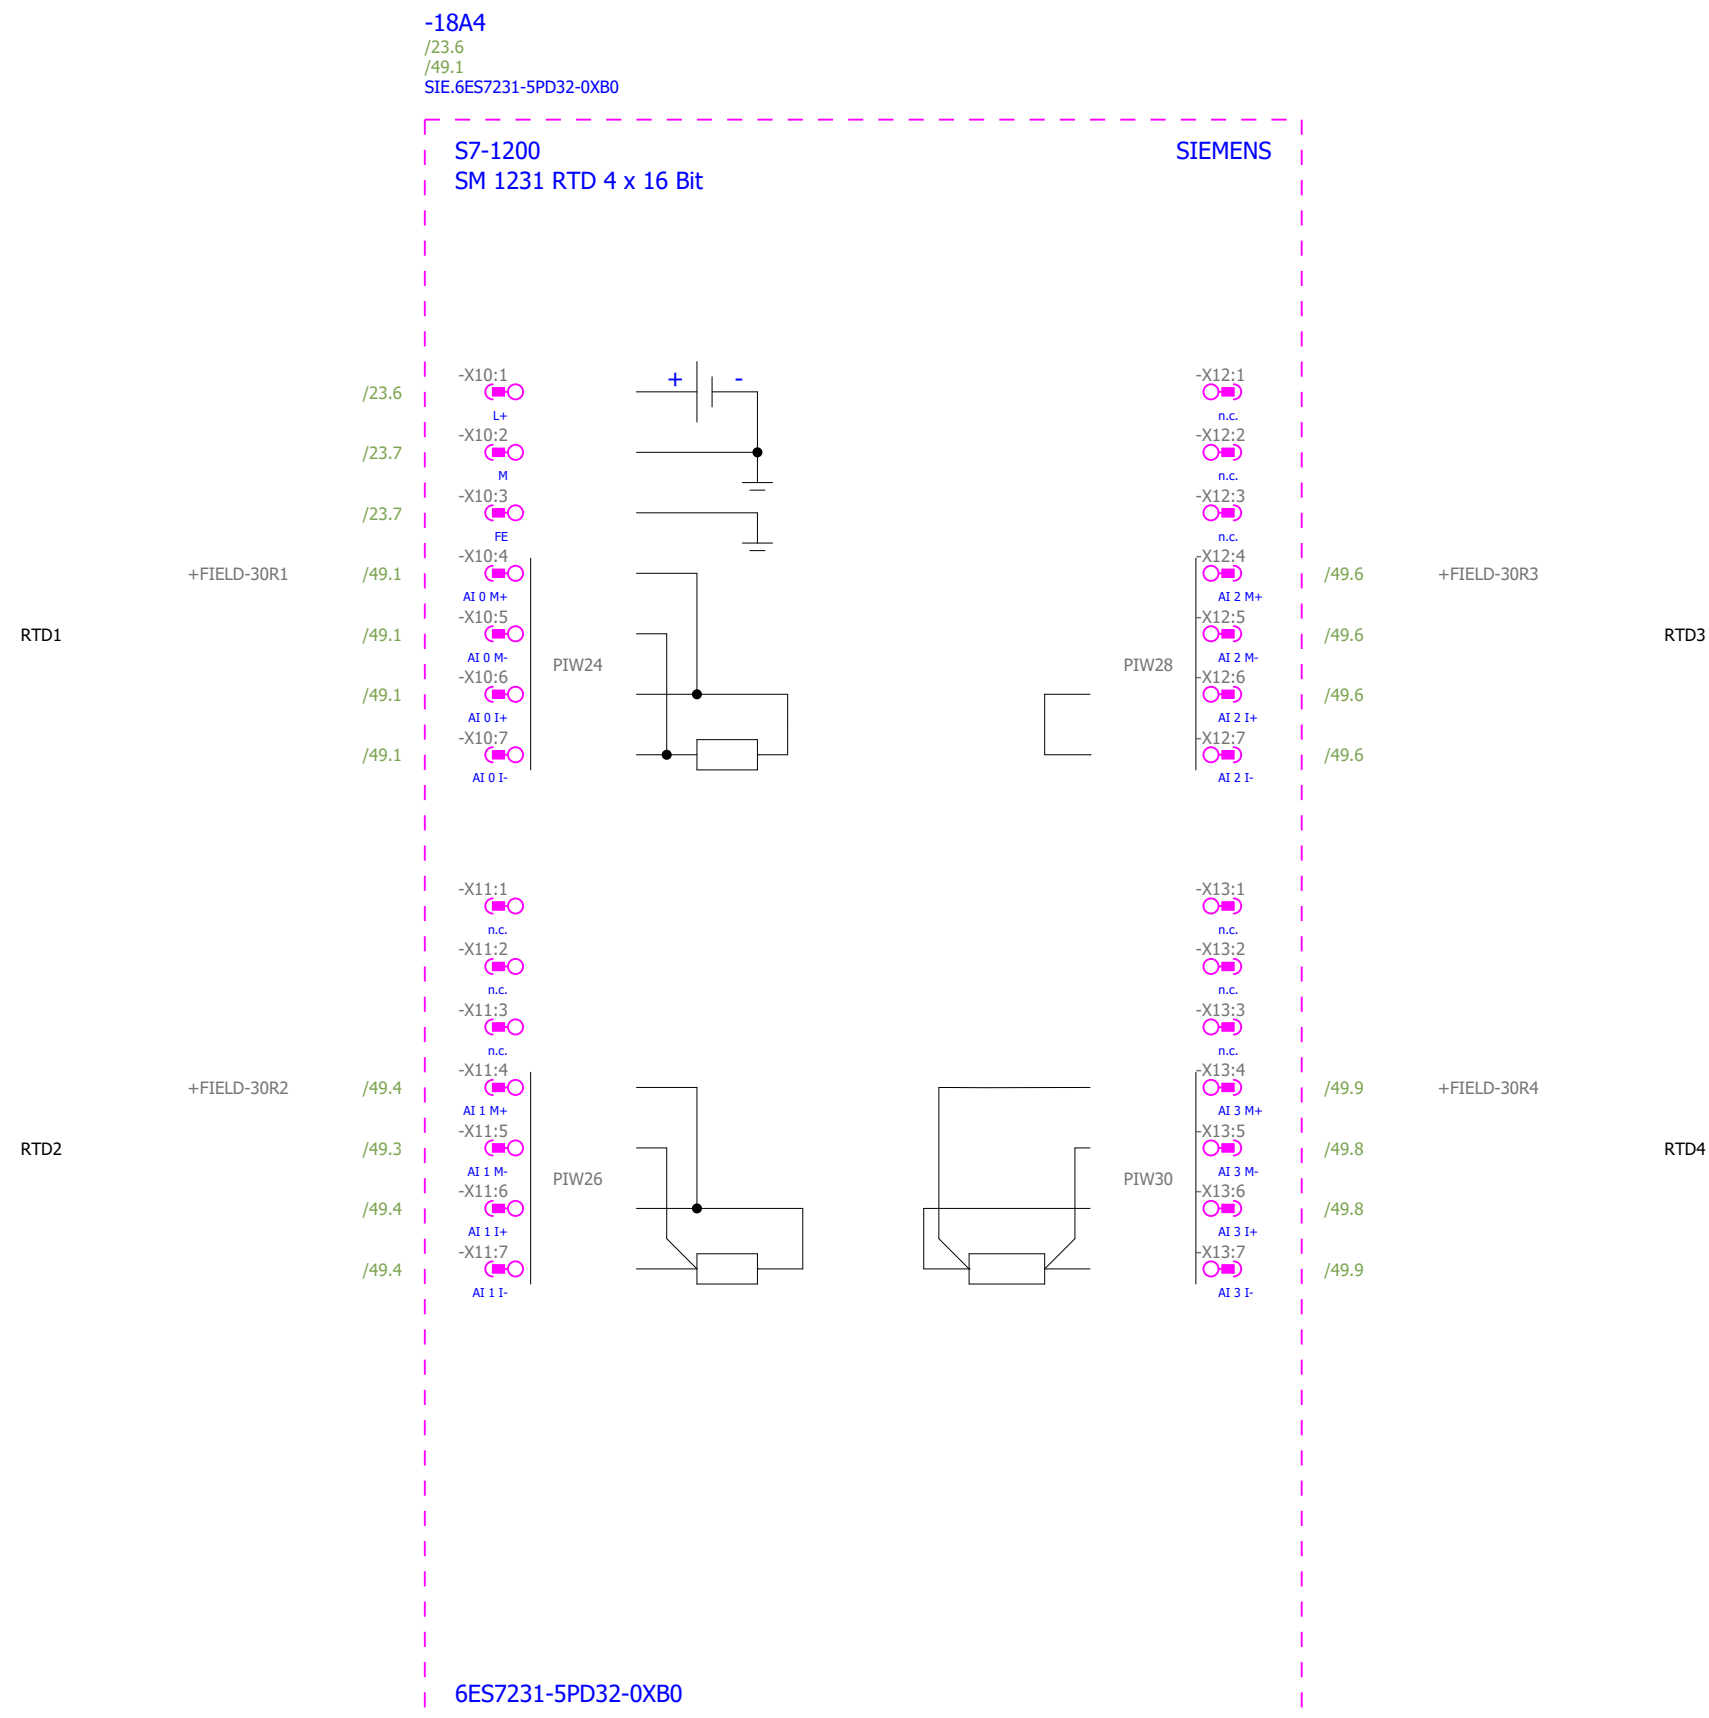 -18A4
/23.6
/49.1
SIE.6ES7231-5PD32-0XB0
S7-1200 SIEMENS
SM 1231 RTD 4 x 16 Bit
-X10:1 + - -X12:1
/23.6
L+ n.c.
-X10:2 -X12:2
/23.7
M n.c.
-X10:3 -X12:3
/23.7
FE n.c.
-X10:4 -X12:4
+FIELD-30R1 /49.1 /49.6 +FIELD-30R3
AI 0 M+ AI 2 M+
-X10:5 -X12:5
RTD1 /49.1 /49.6 RTD3
AI 0 M- PIW24 PIW28 AI 2 M-
-X10:6 -X12:6
/49.1 /49.6
AI 0 I+ AI 2 I+
-X10:7 -X12:7
/49.1 /49.6
AI 0 I- AI 2 I-
-X11:1 -X13:1
n.c. n.c.
-X11:2 -X13:2
n.c. n.c.
-X11:3 -X13:3
n.c. n.c.
-X11:4 -X13:4
+FIELD-30R2 /49.4 /49.9 +FIELD-30R4
AI 1 M+ AI 3 M+
-X11:5 -X13:5
RTD2 /49.3 /49.8 RTD4
AI 1 M- PIW26 PIW30 AI 3 M-
-X11:6 -X13:6
/49.4 /49.8
AI 1 I+ AI 3 I+
-X11:7 -X13:7
/49.4 /49.9
AI 1 I- AI 3 I-
6ES7231-5PD32-0XB0